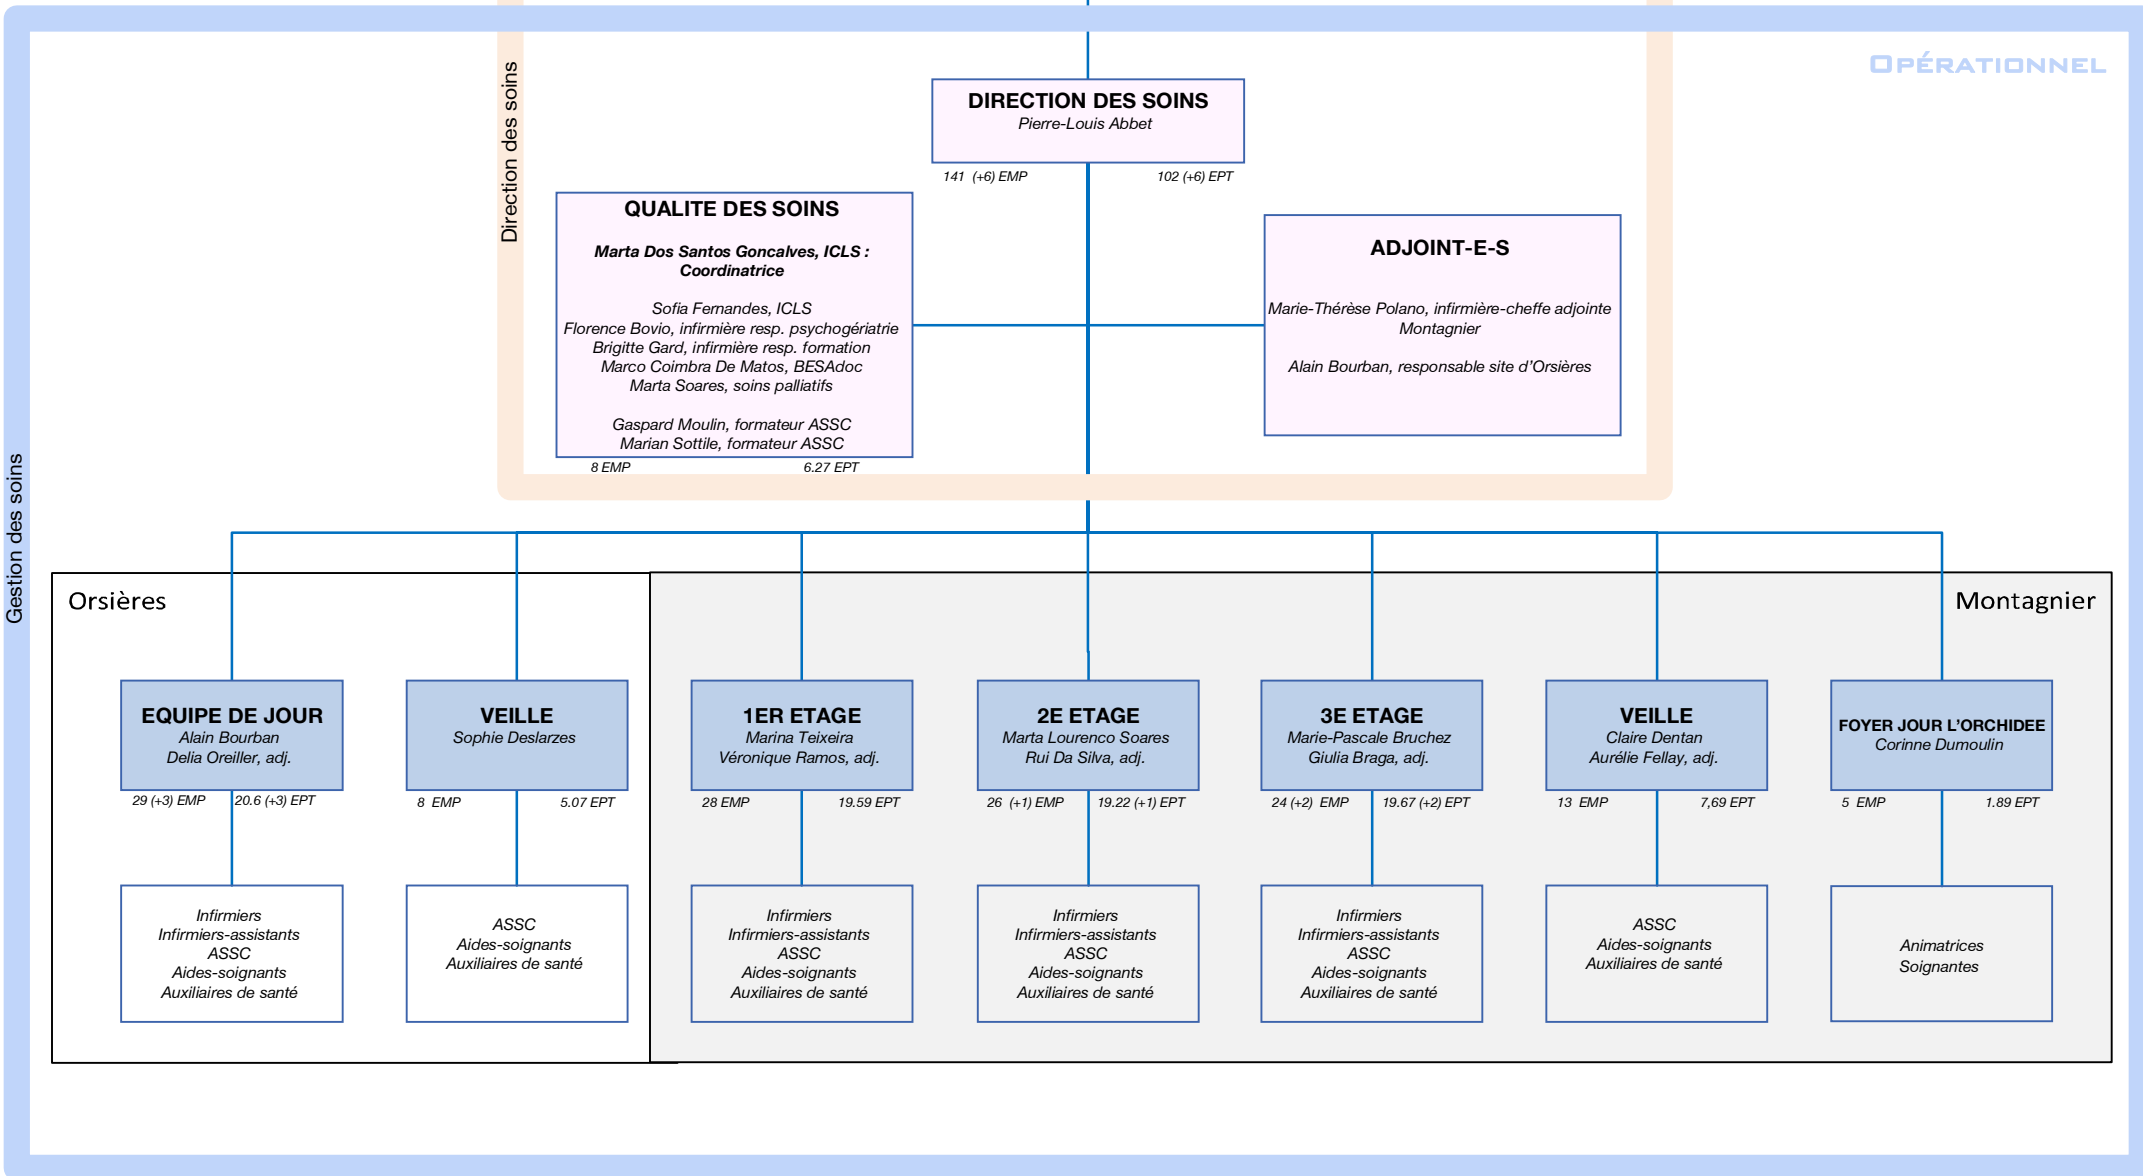 OPÉRATIONNEL
Direction des soins
DIRECTION DES SOINS
Pierre-Louis Abbet
141 (+6) EMP
102 (+6) EPT
QUALITE DES SOINS
Marta Dos Santos Goncalves, ICLS :
Coordinatrice
Sofia Fernandes, ICLS
Florence Bovio, infirmière resp. psychogériatrie
Brigitte Gard, infirmière resp. formation
Marco Coimbra De Matos, BESAdoc
Marta Soares, soins palliatifs
Gaspard Moulin, formateur ASSC
Marian Sottile, formateur ASSC
8 EMP
6.27 EPT
ADJOINT-E-S
Marie-Thérèse Polano, infirmière-cheffe adjointe
Montagnier
Alain Bourban, responsable site d'Orsières
Gestion des soins
Orsières
Montagnier
EQUIPE DE JOUR
Alain Bourban
Delia Oreiller, adj.
29 (+3) EMP
20.6 (+3) EPT
Infirmiers
Infirmiers-assistants
ASSC
Aides-soignants
Auxiliaires de santé
VEILLE
Sophie Deslarzes
8 EMP
5.07 EPT
ASSC
Aides-soignants
Auxiliaires de santé
1ER ETAGE
Marina Teixeira
Véronique Ramos, adj.
28 EMP
19.59 EPT
Infirmiers
Infirmiers-assistants
ASSC
Aides-soignants
Auxiliaires de santé
2E ETAGE
Marta Lourenco Soares
Rui Da Silva, adj.
26 (+1) EMP
19.22 (+1) EPT
Infirmiers
Infirmiers-assistants
ASSC
Aides-soignants
Auxiliaires de santé
3E ETAGE
Marie-Pascale Bruchez
Giulia Braga, adj.
24 (+2) EMP
19.67 (+2) EPT
Infirmiers
Infirmiers-assistants
ASSC
Aides-soignants
Auxiliaires de santé
VEILLE
Claire Dentan
Aurélie Fellay, adj.
13 EMP
7,69 EPT
ASSC
Aides-soignants
Auxiliaires de santé
FOYER JOUR L'ORCHIDEE
Corinne Dumoulin
5 EMP
1.89 EPT
Animatrices
Soignantes